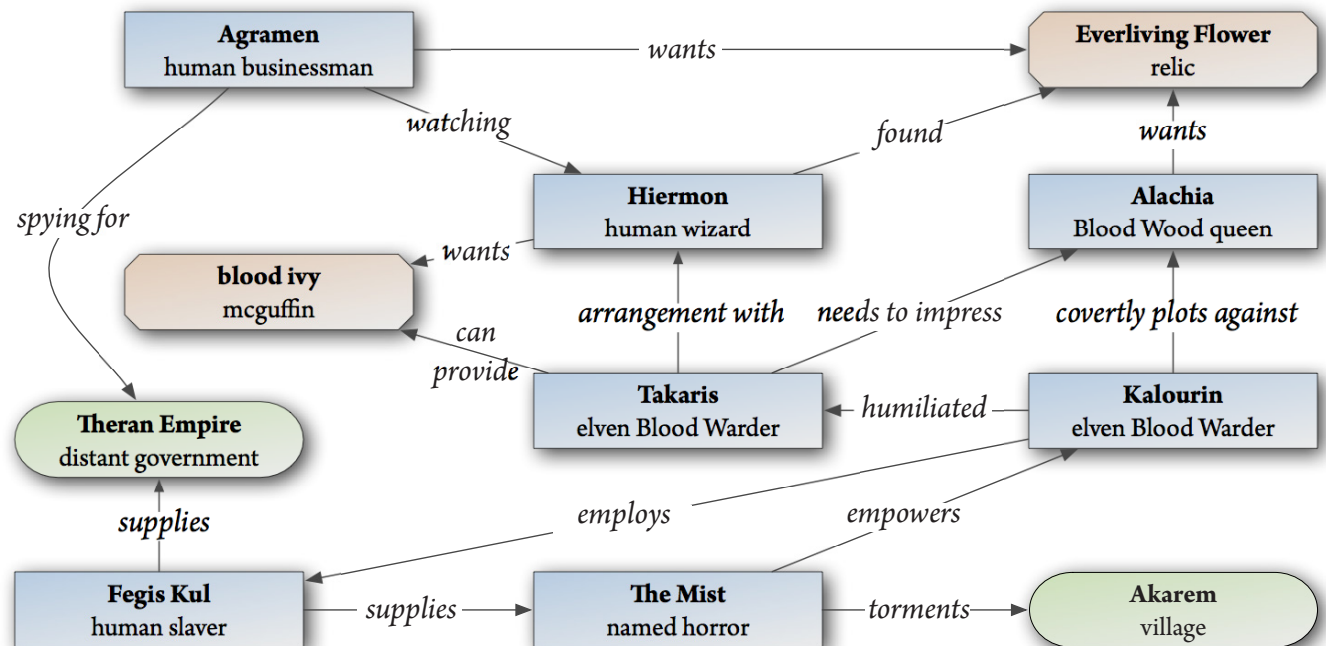 Agramen
human businessman
wants
Everliving Flower
relic
watching
found
wants
spying for
Hiermon
human wizard
Alachia
Blood Wood queen
wants
blood ivy
mcguffin
arrangement with
needs to impress
covertly plots against
can
provide
Takaris
elven Blood Warder
humiliated
Kalourin
elven Blood Warder
Theran Empire
distant government
supplies
employs
empowers
Fegis Kul
human slaver
supplies
The Mist
named horror
torments
Akarem
village